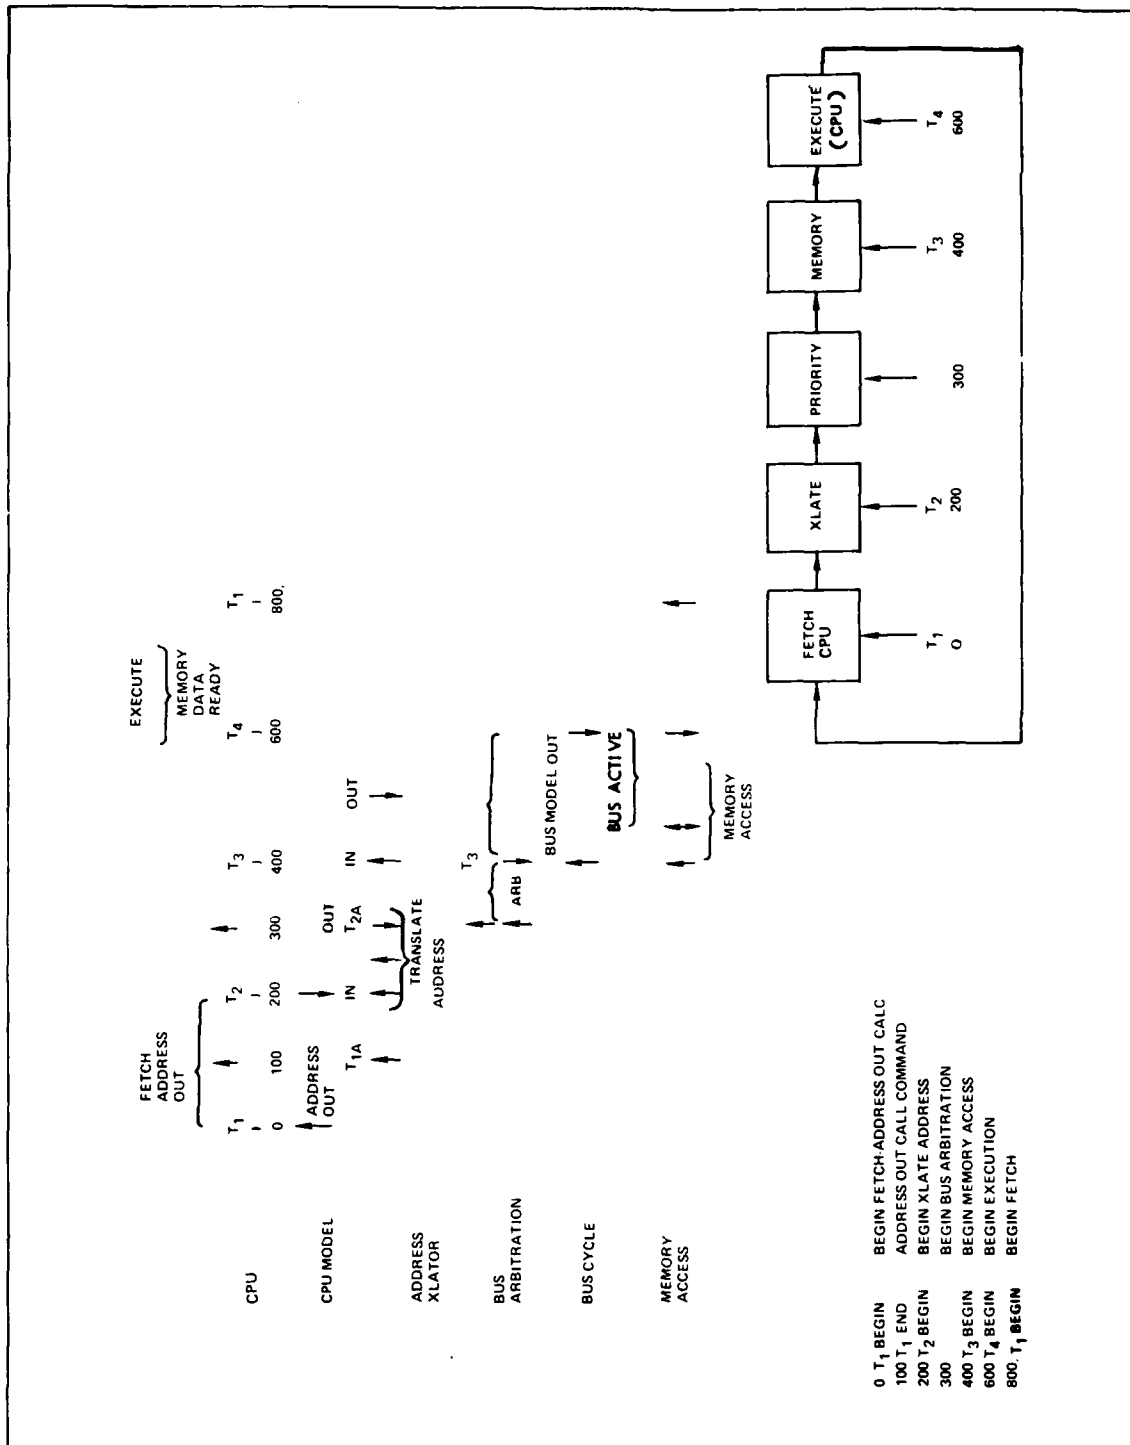 FETCH
ADDRESS
OUT
EXECUTE
MEMORY
DATA
READY
T1
T2
T3
T4
T1
CPU
0
100
200
300
400
600
800.
ADDRESS
OUT
OUT
OUT
CPU MODEL
T1A
IN
T2A
IN
ADDRESS
XLATOR
TRANSLATE
ADDRESS
T3
BUS
ARBITRATION
ARB
BUS MODEL OUT
BUS CYCLE
BUS ACTIVE
MEMORY
ACCESS
MEMORY
ACCESS
FETCH
CPU
XLATE
PRIORITY
MEMORY
EXECUTE
(CPU)
T1
0
T2
200
300
T3
400
T4
600
0 T1 BEGIN BEGIN FETCH-ADDRESS OUT CALC
100 T1 END ADDRESS OUT CALL COMMAND
200 T2 BEGIN BEGIN XLATE ADDRESS
300 BEGIN BUS ARBITRATION
400 T3 BEGIN BEGIN MEMORY ACCESS
600 T4 BEGIN BEGIN EXECUTION
800. T1 BEGIN BEGIN FETCH